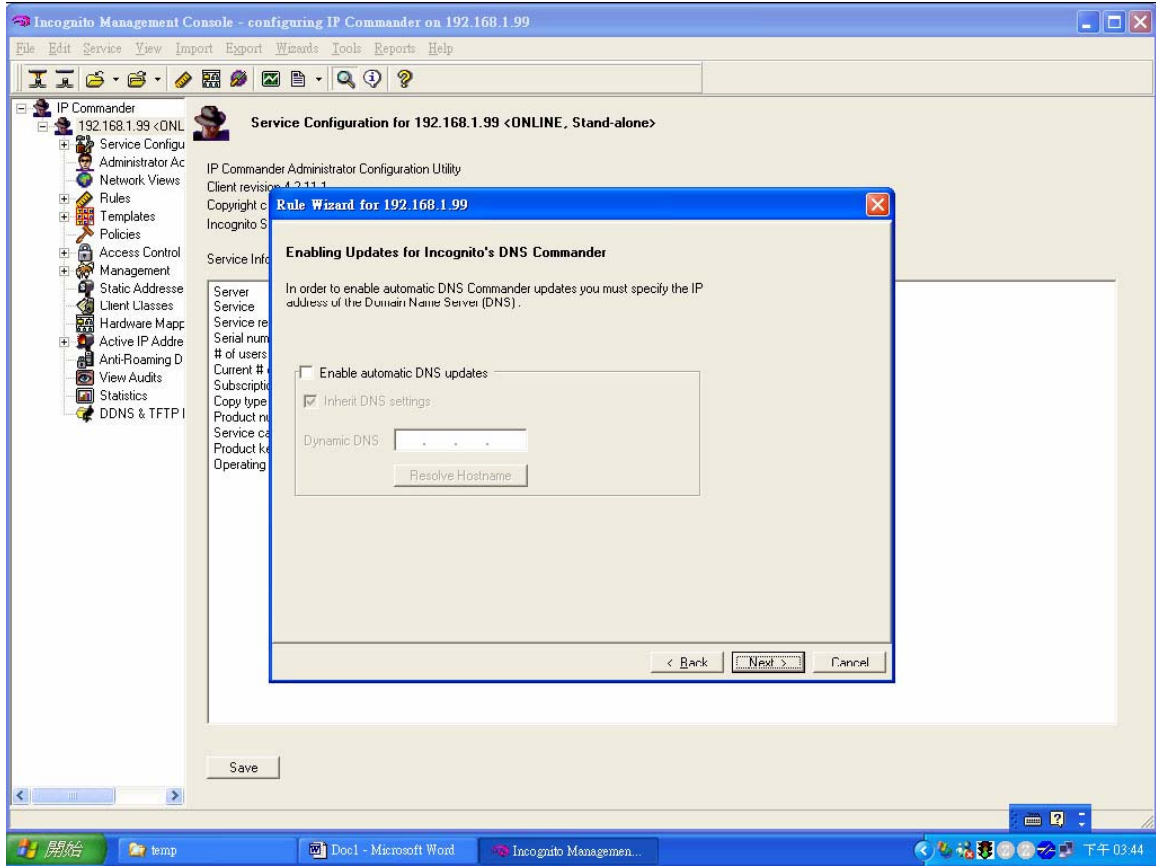 Incognito Management Console - configuring IP Commander on 192.168.1.99
File Edit Service View Import Export Wizards Tools Reports Help
IP Commander
192.168.1.99 <ONL
Service Configu
Administrator Ac
Network Views
Rules
Templates
Policies
Access Control
Management
Static Addresse
Client Classes
Hardware Mapp
Active IP Addre
Anti-Roaming D
View Audits
Statistics
DDNS & TFTP I
Service Configuration for 192.168.1.99 <ONLINE, Stand-alone>
IP Commander Administrator Configuration Utility
Client revision 4.2.11.1
Copyright c
Incognito S
Service Info
Server
Service
Service re
Serial num
# of users
Current #
Subscriptio
Copy type
Product nu
Service ca
Product ke
Operating
Rule Wizard for 192.168.1.99
Enabling Updates for Incognito's DNS Commander
In order to enable automatic DNS Commander updates you must specify the IP
address of the Domain Name Server (DNS) .
Enable automatic DNS updates
Inherit DNS settings
Dynamic DNS . . .
Resolve Hostname
< Back Next > Cancel
Save
開始 temp Doc1 - Microsoft Word Incognito Managemen... 下午 03:44